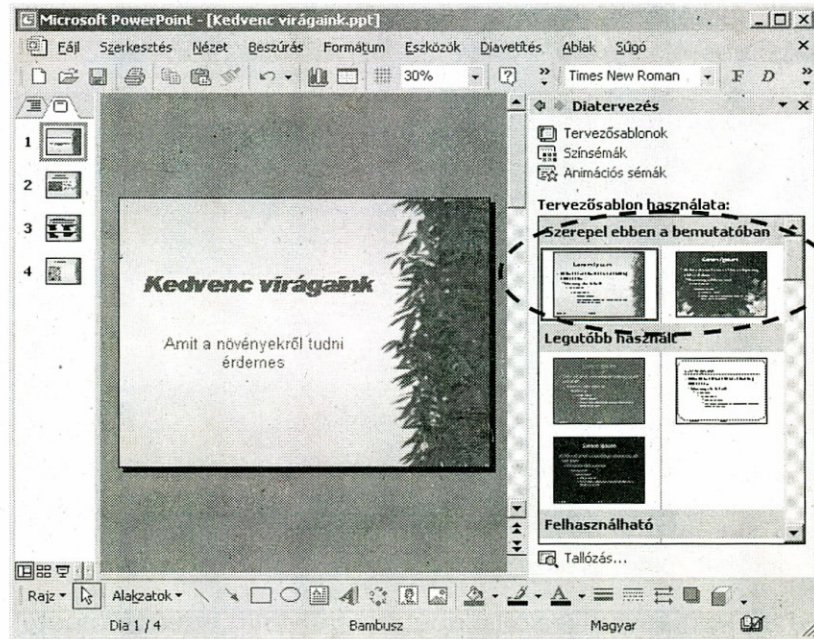 Microsoft PowerPoint - [Kedvenc virágaink.ppt]
Fájl Szerkesztés Nézet Beszúrás Formátum Eszközök Diavetítés Ablak Súgó
30% Times New Roman F D
Diatervezés
Tervezősablonok
Színsémák
Animációs sémák
Tervezősablon használata:
Szerepel ebben a bemutatóban
Legutóbb használt
Felhasználható
Tallózás...
1
2
3
4
Kedvenc virágaink
Amit a növényekről tudni
érdemes
Rajz Alakzatok
Dia 1 / 4 Bambusz Magyar